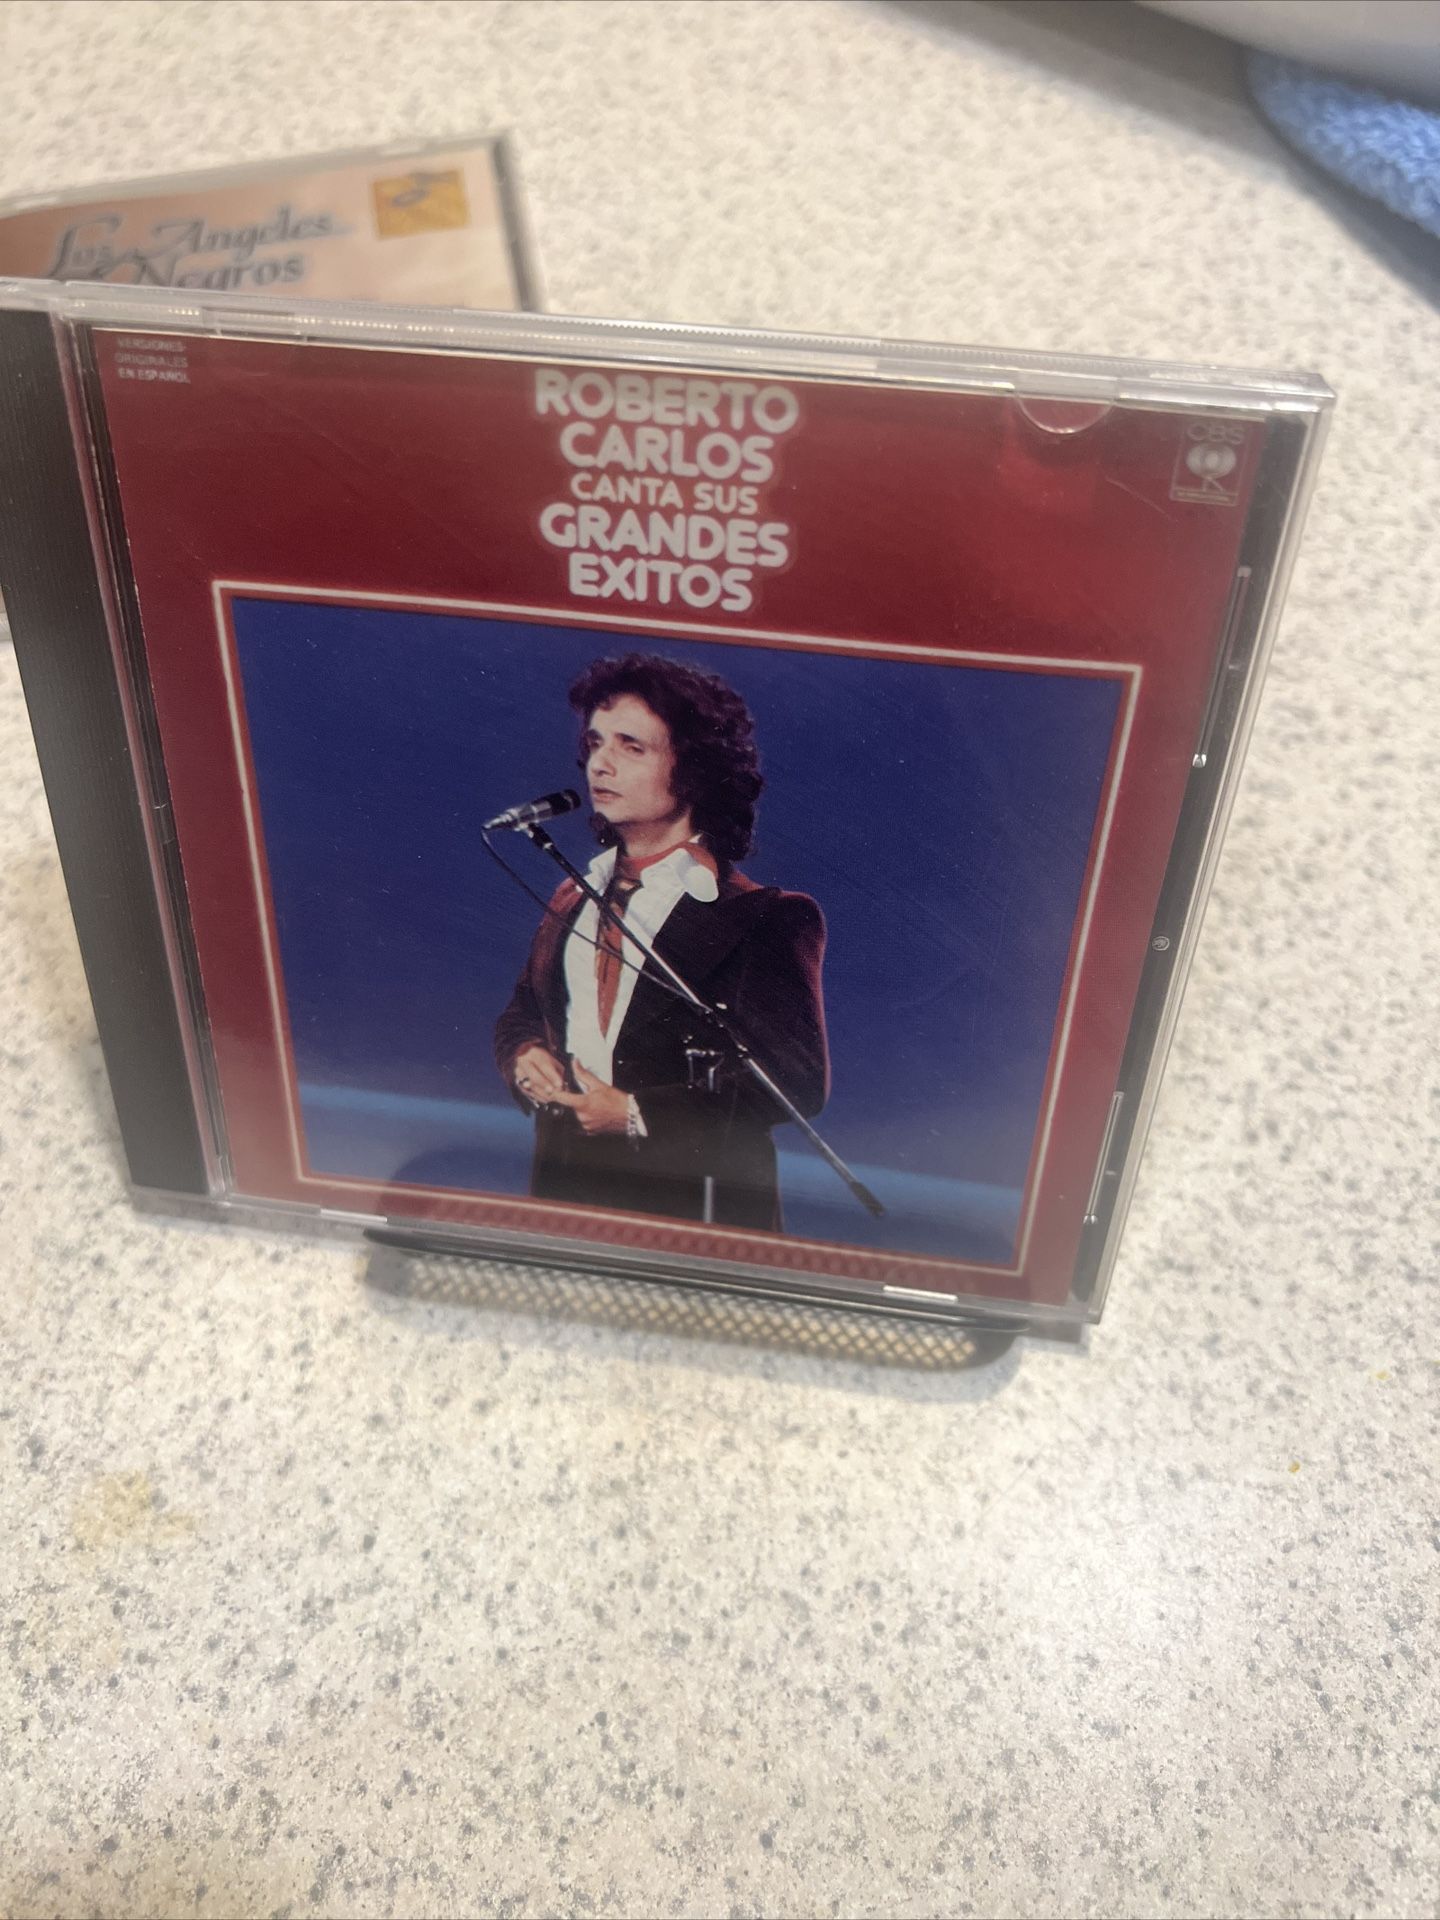 Los Angeles
Negros
VERSIONES
ORIGINALES
EN ESPAÑOL
ROBERTO
CARLOS
CANTA SUS
GRANDES
EXITOS
CBS